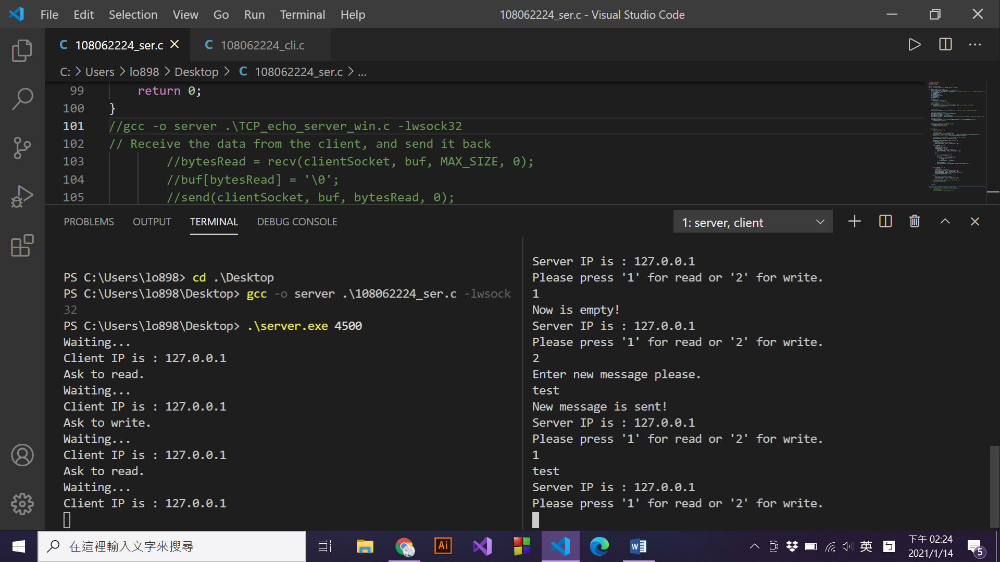 File Edit Selection View Go Run Terminal Help 108062224_ser.c - Visual Studio Code
C 108062224_ser.c C 108062224_cli.c
C: > Users > lo898 > Desktop > C 108062224_ser.c > ...
99 return 0;
100 }
101 //gcc -o server .\TCP_echo_server_win.c -lwsock32
102 // Receive the data from the client, and send it back
103 //bytesRead = recv(clientSocket, buf, MAX_SIZE, 0);
104 //buf[bytesRead] = '\0';
105 //send(clientSocket, buf, bytesRead, 0);
PROBLEMS OUTPUT TERMINAL DEBUG CONSOLE 1: server, client
PS C:\Users\lo898> cd .\Desktop
PS C:\Users\lo898\Desktop> gcc -o server .\108062224_ser.c -lwsock
32
PS C:\Users\lo898\Desktop> .\server.exe 4500
Waiting...
Client IP is : 127.0.0.1
Ask to read.
Waiting...
Client IP is : 127.0.0.1
Ask to write.
Waiting...
Client IP is : 127.0.0.1
Ask to read.
Waiting...
Client IP is : 127.0.0.1
Server IP is : 127.0.0.1
Please press '1' for read or '2' for write.
1
Now is empty!
Server IP is : 127.0.0.1
Please press '1' for read or '2' for write.
2
Enter new message please.
test
New message is sent!
Server IP is : 127.0.0.1
Please press '1' for read or '2' for write.
1
test
Server IP is : 127.0.0.1
Please press '1' for read or '2' for write.
在這裡輸入文字來搜尋
Ai
英
ㄅ
下午 02:24
2021/1/14
5